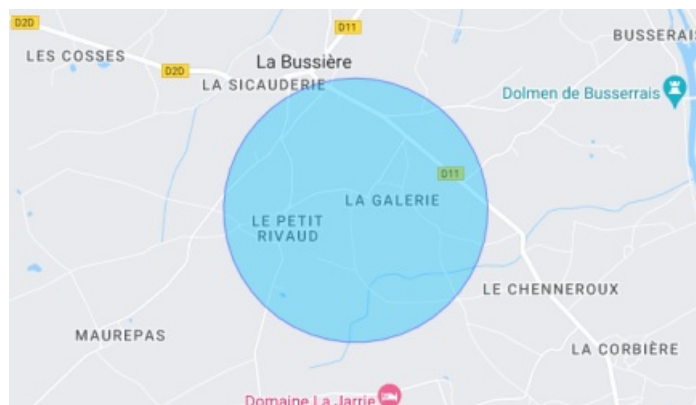 D2D
D11
BUSSERAIS
LES COSSES
La Bussière
D2D
LA SICAUDERIE
Dolmen de Busserrais
D11
LA GALERIE
LE PETIT
RIVAUD
LE CHENNEROUX
MAUREPAS
LA CORBIÈRE
Domaine La Jarrie